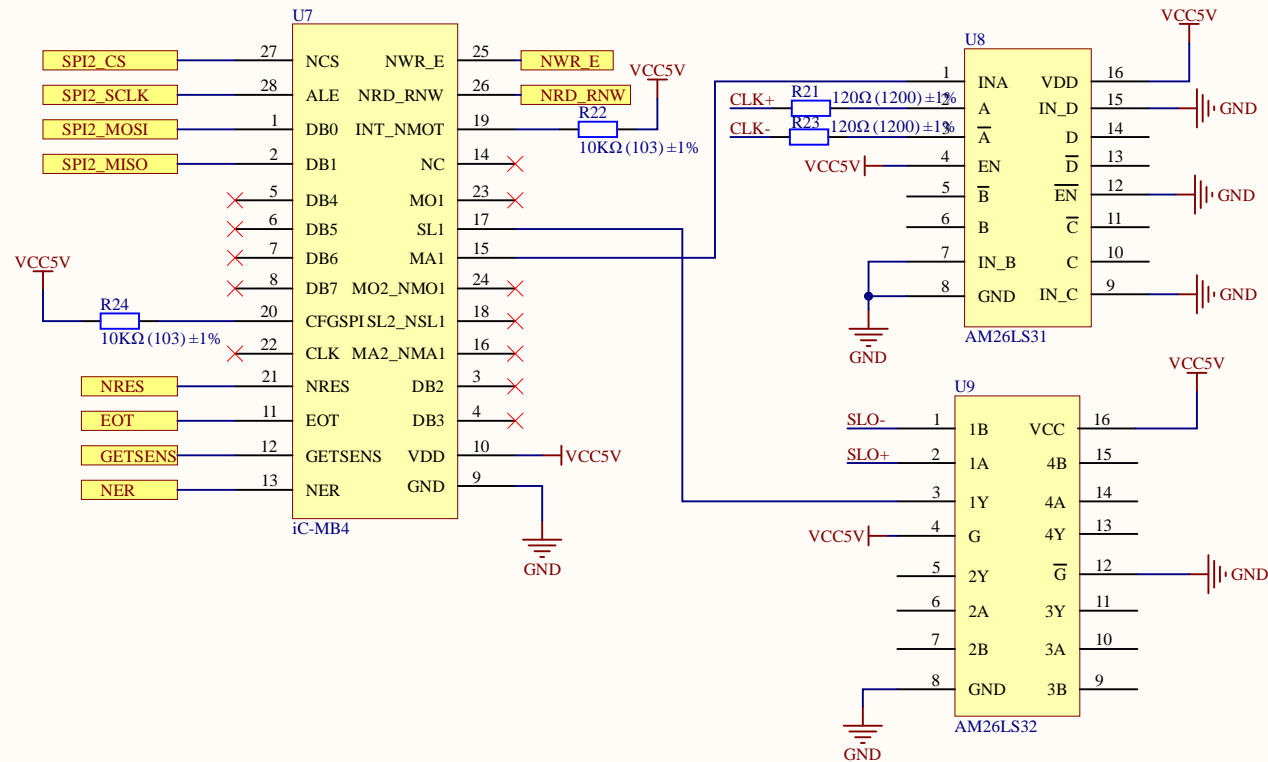 U7
SPI2_CS 27 NCS NWR_E 25 NWR_E
SPI2_SCLK 28 ALE NRD_RNW 26 NRD_RNW
VCC5V
R22
SPI2_MOSI 1 DB0 INT_NMOT 19
10KΩ (103) ±1%
SPI2_MISO 2 DB1 NC 14
5 DB4 MO1 23
6 DB5 SL1 17
7 DB6 MA1 15
8 DB7 MO2_NMO1 24
VCC5V
R24
20 CFGSPI SL2_NSL1 18
10KΩ (103) ±1%
22 CLK MA2_NMA1 16
NRES 21 NRES DB2 3
EOT 11 EOT DB3 4
GETSENS 12 GETSENS VDD 10 VCC5V
NER 13 NER GND 9
iC-MB4
GND
VCC5V
U8
1 INA VDD 16
R21
CLK+ 120Ω (1200) ±1% 2 A IN_D 15 GND
R23
CLK- 120Ω (1200) ±1% 3 A D 14
VCC5V 4 EN D 13
5 B EN 12 GND
6 B C 11
7 IN_B C 10
8 GND IN_C 9 GND
AM26LS31
GND
VCC5V
U9
SLO- 1 1B VCC 16
SLO+ 2 1A 4B 15
3 1Y 4A 14
VCC5V 4 G 4Y 13
5 2Y G 12 GND
6 2A 3Y 11
7 2B 3A 10
8 GND 3B 9
AM26LS32
GND